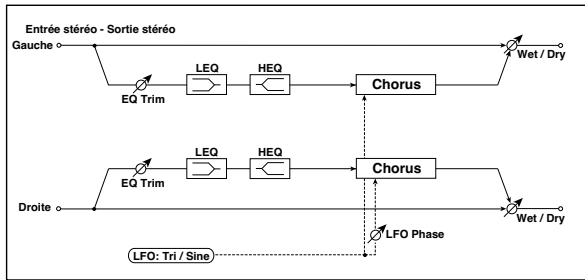 Entrée stéréo - Sortie stéréo
Gauche
Wet / Dry
LEQ
HEQ
EQ Trim
Chorus
LEQ
HEQ
Chorus
EQ Trim
Droite
Wet / Dry
LFO Phase
LFO: Tri / Sine